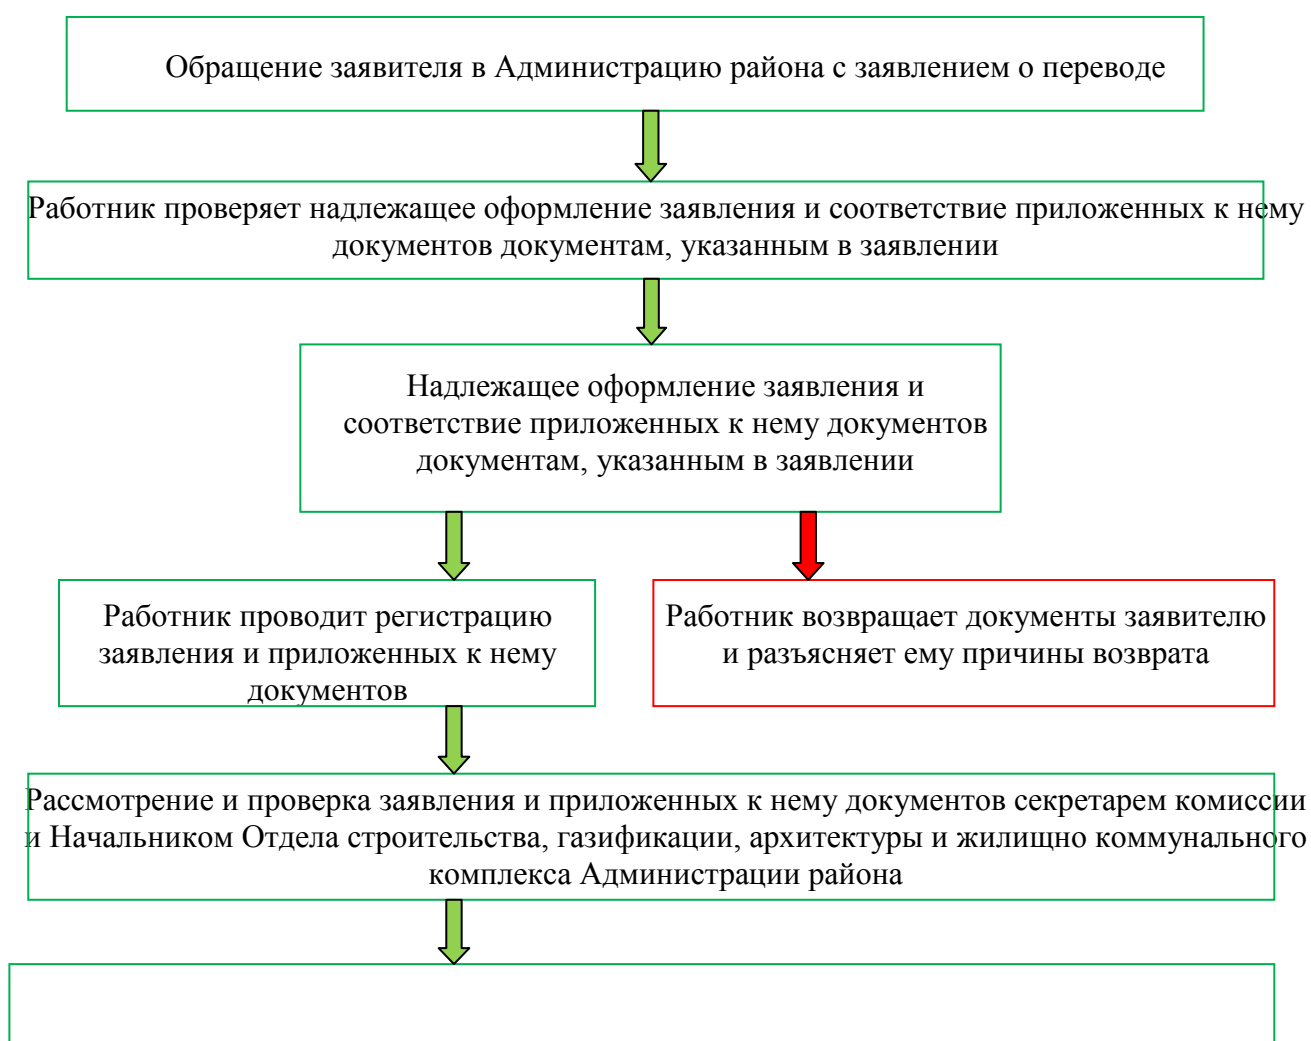 Обращение заявителя в Администрацию района с заявлением о переводе
Работник проверяет надлежащее оформление заявления и соответствие приложенных к нему
документов документам, указанным в заявлении
Надлежащее оформление заявления и
соответствие приложенных к нему документов
документам, указанным в заявлении
Работник проводит регистрацию
заявления и приложенных к нему
документов
Работник возвращает документы заявителю
и разъясняет ему причины возврата
Рассмотрение и проверка заявления и приложенных к нему документов секретарем комиссии
и Начальником Отдела строительства, газификации, архитектуры и жилищно коммунального
комплекса Администрации района